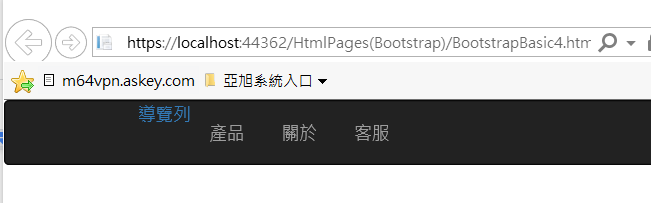 https://localhost:44362/HtmlPages(Bootstrap)/BootstrapBasic4.htm
m64vpn.askey.com 亞旭系統入口
導覽列
產品 關於 客服